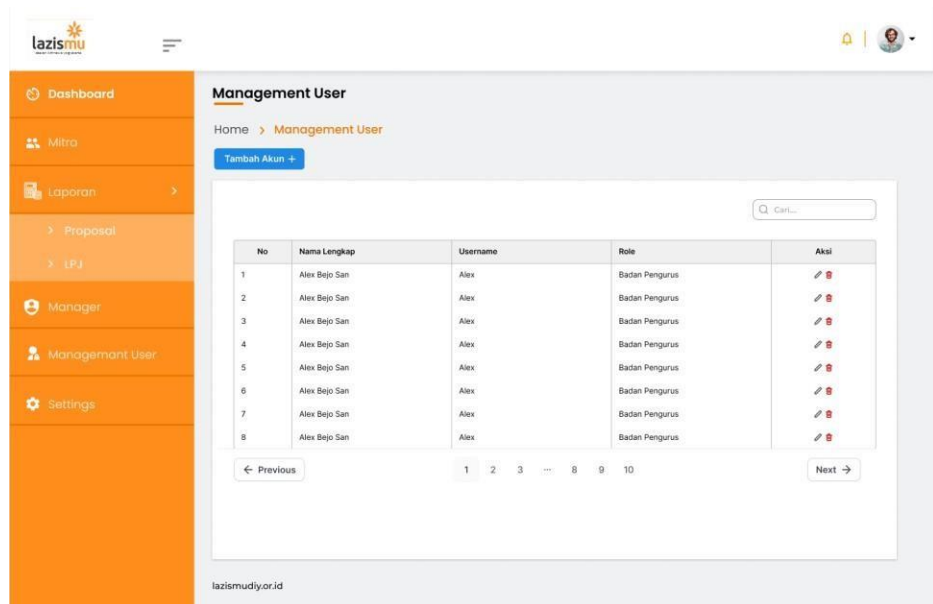 lazismu
Dashboard
Mitra
Laporan
Proposal
LPJ
Manager
Managemant User
Settings
Management User
Home > Management User
Tambah Akun +
Cari...
No Nama Lengkap Username Role Aksi
1 Alex Bejo San Alex Badan Pengurus
2 Alex Bejo San Alex Badan Pengurus
3 Alex Bejo San Alex Badan Pengurus
4 Alex Bejo San Alex Badan Pengurus
5 Alex Bejo San Alex Badan Pengurus
6 Alex Bejo San Alex Badan Pengurus
7 Alex Bejo San Alex Badan Pengurus
8 Alex Bejo San Alex Badan Pengurus
← Previous 1 2 3 ... 8 9 10 Next →
lazismudiy.or.id